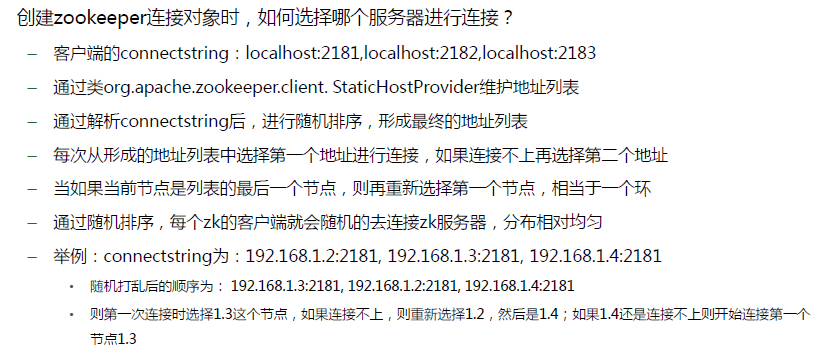 创建zookeeper连接对象时，如何选择哪个服务器进行连接？
– 客户端的connectstring：localhost:2181,localhost:2182,localhost:2183
– 通过类org.apache.zookeeper.client. StaticHostProvider维护地址列表
– 通过解析connectstring后，进行随机排序，形成最终的地址列表
– 每次从形成的地址列表中选择第一个地址进行连接，如果连接不上再选择第二个地址
– 当如果当前节点是列表的最后一个节点，则再重新选择第一个节点，相当于一个环
– 通过随机排序，每个zk的客户端就会随机的去连接zk服务器，分布相对均匀
– 举例：connectstring为：192.168.1.2:2181, 192.168.1.3:2181, 192.168.1.4:2181
• 随机打乱后的顺序为： 192.168.1.3:2181, 192.168.1.2:2181, 192.168.1.4:2181
• 则第一次连接时选择1.3这个节点，如果连接不上，则重新选择1.2，然后是1.4；如果1.4还是连接不上则开始连接第一个
节点1.3